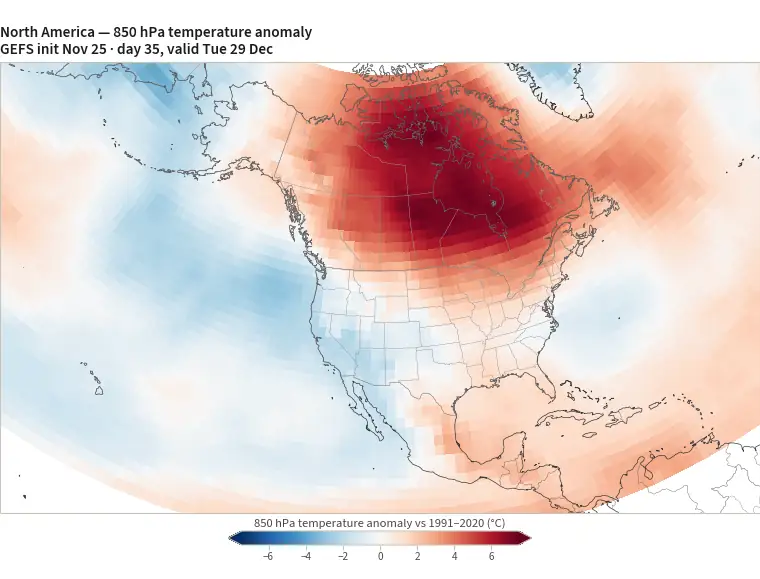 North America — 850 hPa temperature anomaly
GEFS init Nov 25 · day 35, valid Tue 29 Dec
850 hPa temperature anomaly vs 1991–2020 (°C)
−6 −4 −2 0 2 4 6